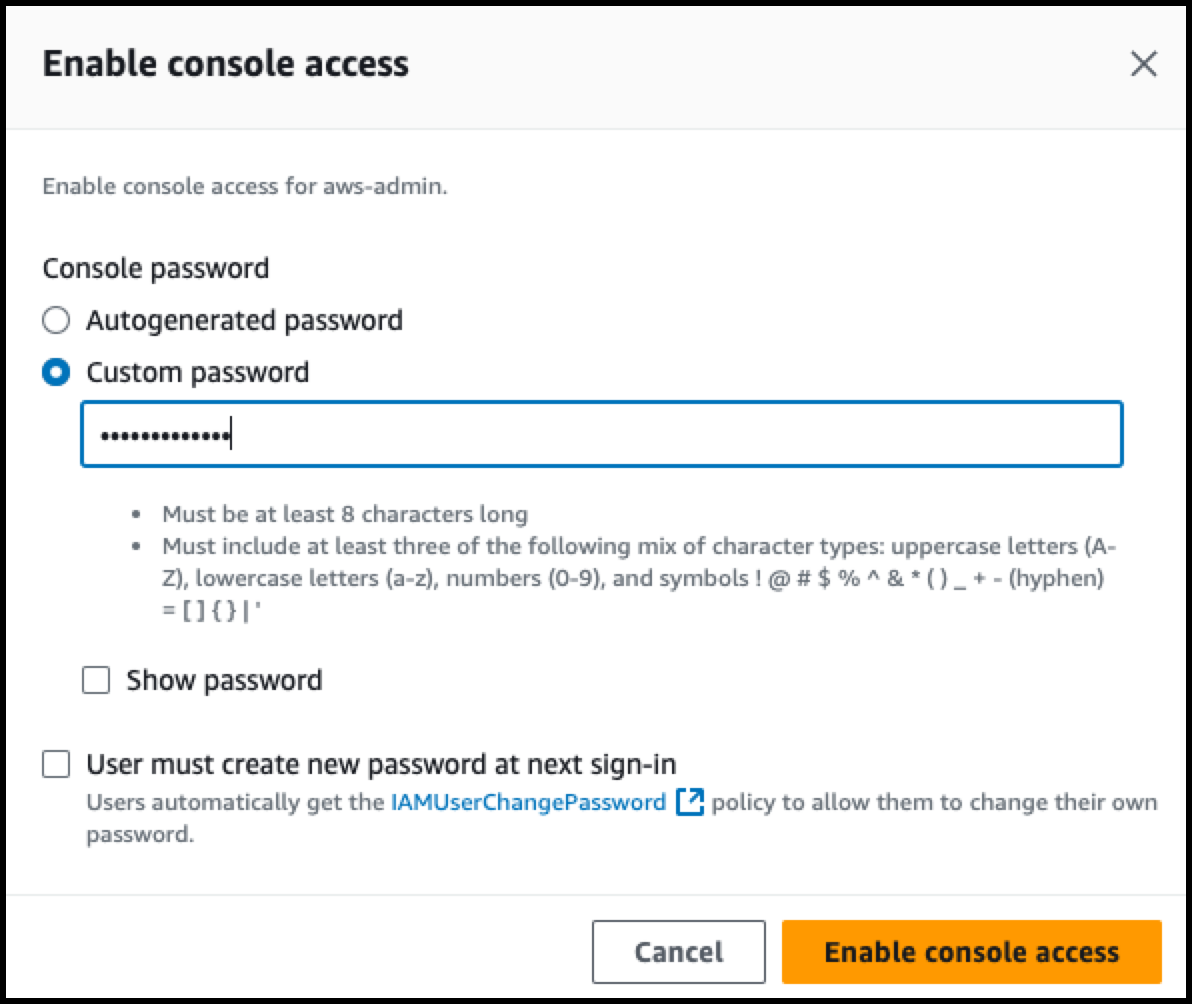 Enable console access
Enable console access for aws-admin.
Console password
Autogenerated password
Custom password
•••••••••••••
• Must be at least 8 characters long
• Must include at least three of the following mix of character types: uppercase letters (A-
Z), lowercase letters (a-z), numbers (0-9), and symbols ! @ # $ % ^ & * ( ) _ + - (hyphen)
= [ ] { } | '
Show password
User must create new password at next sign-in
Users automatically get the IAMUserChangePassword policy to allow them to change their own
password.
Cancel
Enable console access